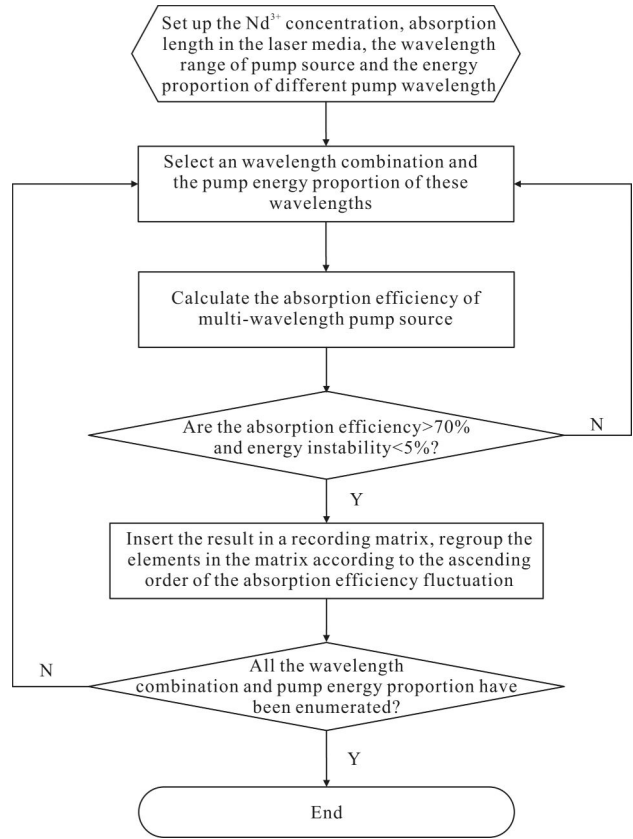 Set up the Nd³⁺ concentration, absorption
length in the laser media, the wavelength
range of pump source and the energy
proportion of different pump wavelength
Select an wavelength combination and
the pump energy proportion of these
wavelengths
Calculate the absorption efficiency of
multi-wavelength pump source
Are the absorption efficiency>70%
and energy instability<5%?
N
Y
Insert the result in a recording matrix, regroup the
elements in the matrix according to the ascending
order of the absorption efficiency fluctuation
N
All the wavelength
combination and pump energy proportion have
been enumerated?
Y
End